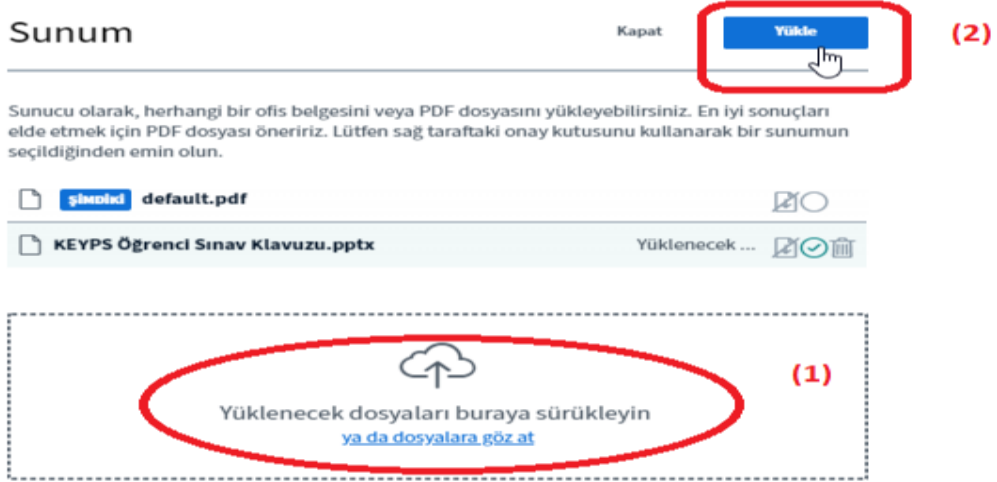 Sunum
Kapat
Yükle
(2)
Sunucu olarak, herhangi bir ofis belgesini veya PDF dosyasını yükleyebilirsiniz. En iyi sonuçları
elde etmek için PDF dosyası öneririz. Lütfen sağ taraftaki onay kutusunu kullanarak bir sunumun
seçildiğinden emin olun.
ŞİMDİKİ default.pdf
KEYPS Öğrenci Sınav Klavuzu.pptx
Yüklenecek ...
(1)
Yüklenecek dosyaları buraya sürükleyin
ya da dosyalara göz at